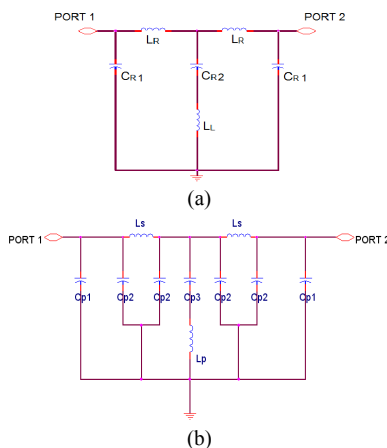 PORT 1 PORT 2
LR LR
CR1 CR2 CR1
LL
(a)
Ls Ls
PORT 1 PORT 2
Cp1 Cp2 Cp2 Cp3 Cp2 Cp2 Cp1
Lp
(b)